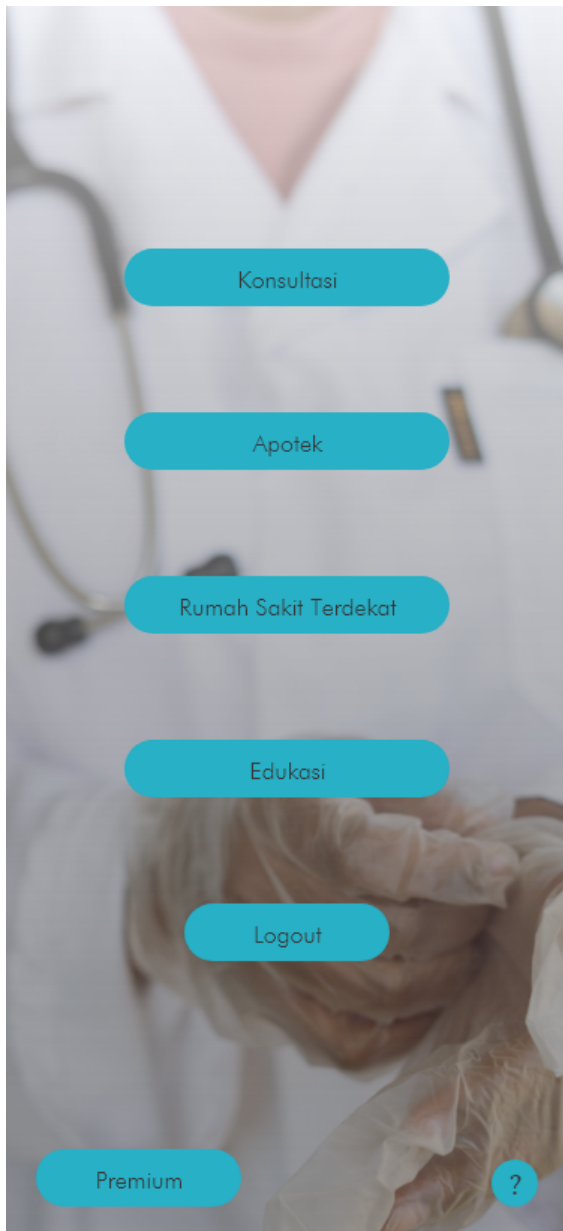 Konsultasi
Apotek
Rumah Sakit Terdekat
Edukasi
Logout
Premium
?